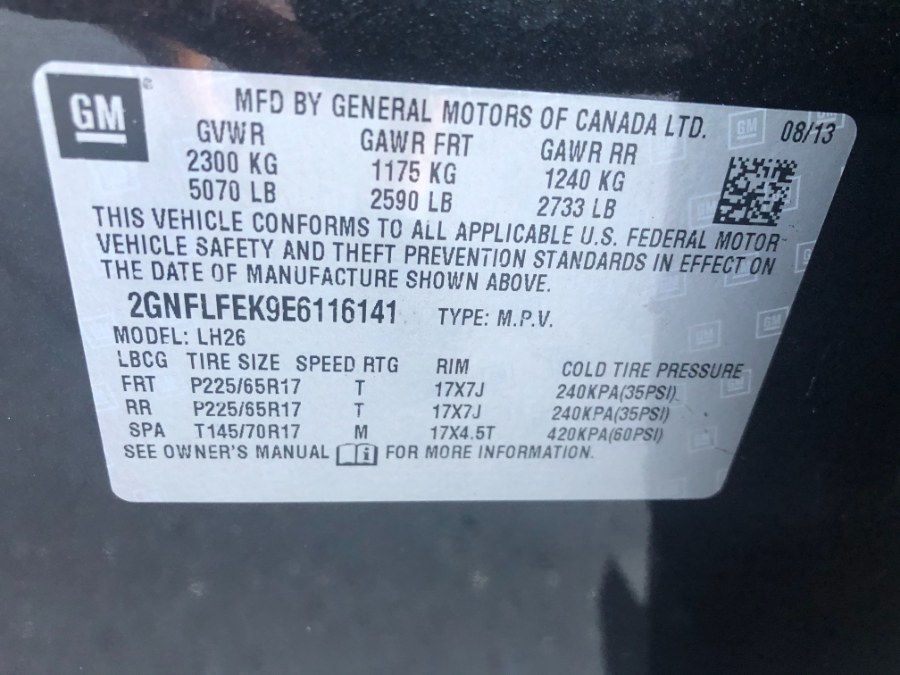 GM
MFD BY GENERAL MOTORS OF CANADA LTD. 08/13
GVWR GAWR FRT GAWR RR
2300 KG 1175 KG 1240 KG
5070 LB 2590 LB 2733 LB
THIS VEHICLE CONFORMS TO ALL APPLICABLE U.S. FEDERAL MOTOR
VEHICLE SAFETY AND THEFT PREVENTION STANDARDS IN EFFECT ON
THE DATE OF MANUFACTURE SHOWN ABOVE.
2GNFLFEK9E6116141 TYPE: M.P.V.
MODEL: LH26
LBCG TIRE SIZE SPEED RTG RIM COLD TIRE PRESSURE
FRT P225/65R17 T 17X7J 240KPA(35PSI)
RR P225/65R17 T 17X7J 240KPA(35PSI)
SPA T145/70R17 M 17X4.5T 420KPA(60PSI)
SEE OWNER'S MANUAL i FOR MORE INFORMATION.